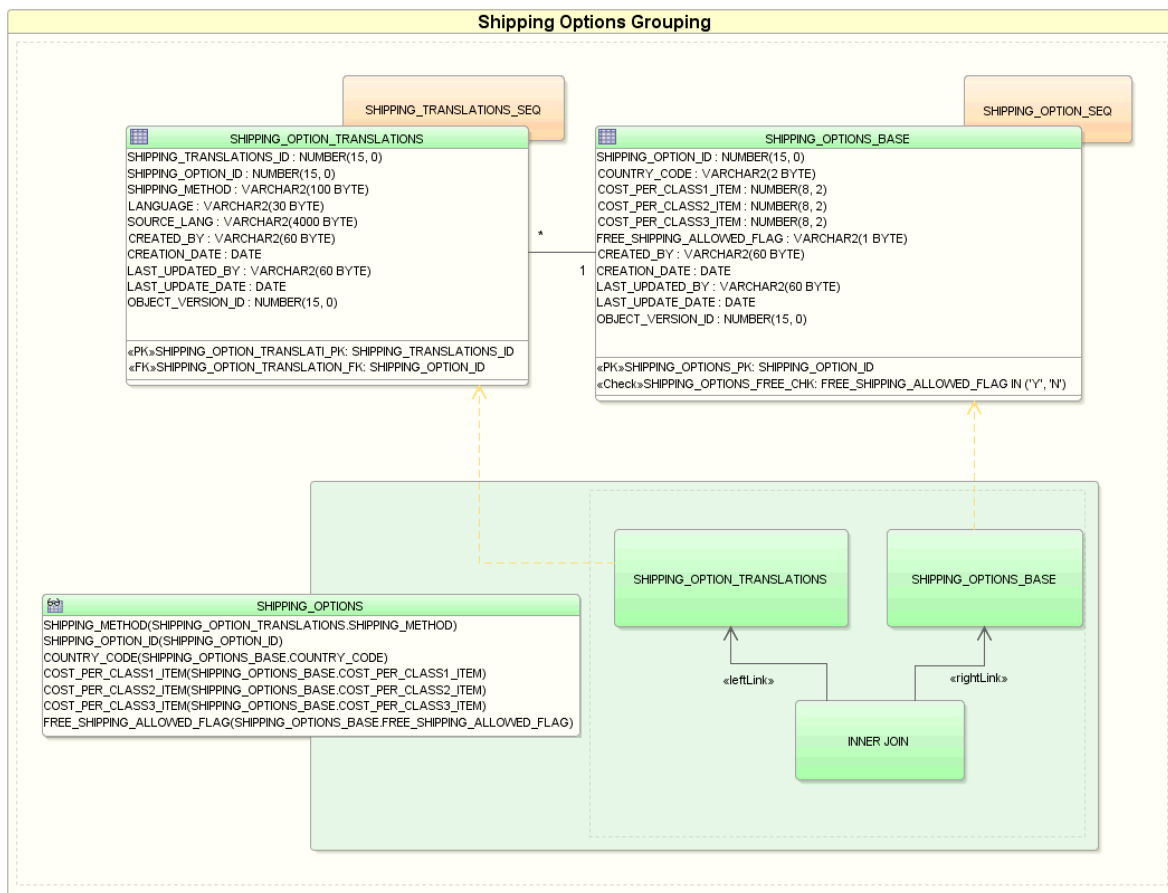 Shipping Options Grouping
SHIPPING_TRANSLATIONS_SEQ
SHIPPING_OPTION_TRANSLATIONS
SHIPPING_TRANSLATIONS_ID : NUMBER(15, 0)
SHIPPING_OPTION_ID : NUMBER(15, 0)
SHIPPING_METHOD : VARCHAR2(100 BYTE)
LANGUAGE : VARCHAR2(30 BYTE)
SOURCE_LANG : VARCHAR2(4000 BYTE)
CREATED_BY : VARCHAR2(60 BYTE)
CREATION_DATE : DATE
LAST_UPDATED_BY : VARCHAR2(60 BYTE)
LAST_UPDATE_DATE : DATE
OBJECT_VERSION_ID : NUMBER(15, 0)
«PK»SHIPPING_OPTION_TRANSLATI_PK: SHIPPING_TRANSLATIONS_ID
«FK»SHIPPING_OPTION_TRANSLATION_FK: SHIPPING_OPTION_ID
*
1
SHIPPING_OPTION_SEQ
SHIPPING_OPTIONS_BASE
SHIPPING_OPTION_ID : NUMBER(15, 0)
COUNTRY_CODE : VARCHAR2(2 BYTE)
COST_PER_CLASS1_ITEM : NUMBER(8, 2)
COST_PER_CLASS2_ITEM : NUMBER(8, 2)
COST_PER_CLASS3_ITEM : NUMBER(8, 2)
FREE_SHIPPING_ALLOWED_FLAG : VARCHAR2(1 BYTE)
CREATED_BY : VARCHAR2(60 BYTE)
CREATION_DATE : DATE
LAST_UPDATED_BY : VARCHAR2(60 BYTE)
LAST_UPDATE_DATE : DATE
OBJECT_VERSION_ID : NUMBER(15, 0)
«PK»SHIPPING_OPTIONS_PK: SHIPPING_OPTION_ID
«Check»SHIPPING_OPTIONS_FREE_CHK: FREE_SHIPPING_ALLOWED_FLAG IN ('Y', 'N')
SHIPPING_OPTIONS
SHIPPING_METHOD(SHIPPING_OPTION_TRANSLATIONS.SHIPPING_METHOD)
SHIPPING_OPTION_ID(SHIPPING_OPTION_ID)
COUNTRY_CODE(SHIPPING_OPTIONS_BASE.COUNTRY_CODE)
COST_PER_CLASS1_ITEM(SHIPPING_OPTIONS_BASE.COST_PER_CLASS1_ITEM)
COST_PER_CLASS2_ITEM(SHIPPING_OPTIONS_BASE.COST_PER_CLASS2_ITEM)
COST_PER_CLASS3_ITEM(SHIPPING_OPTIONS_BASE.COST_PER_CLASS3_ITEM)
FREE_SHIPPING_ALLOWED_FLAG(SHIPPING_OPTIONS_BASE.FREE_SHIPPING_ALLOWED_FLAG)
SHIPPING_OPTION_TRANSLATIONS
SHIPPING_OPTIONS_BASE
«leftLink»
«rightLink»
INNER JOIN